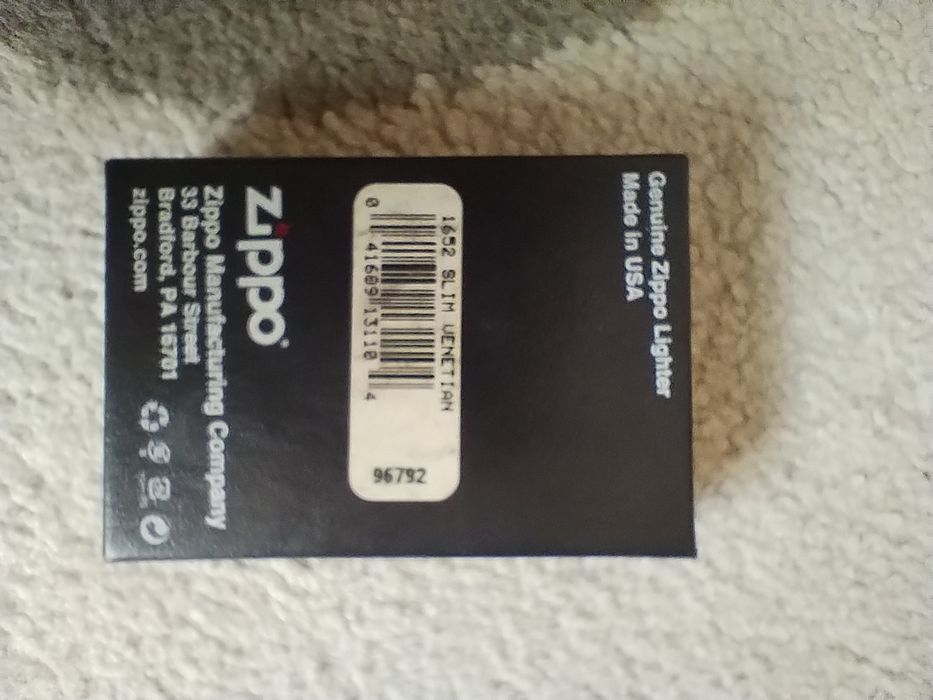 Genuine Zippo Lighter
Made in USA
1652 SLIM VENETIAN
0 41689 13110 4
96792
zippo
Zippo Manufacturing Company
33 Barbour Street
Bradford, PA 16701
zippo.com